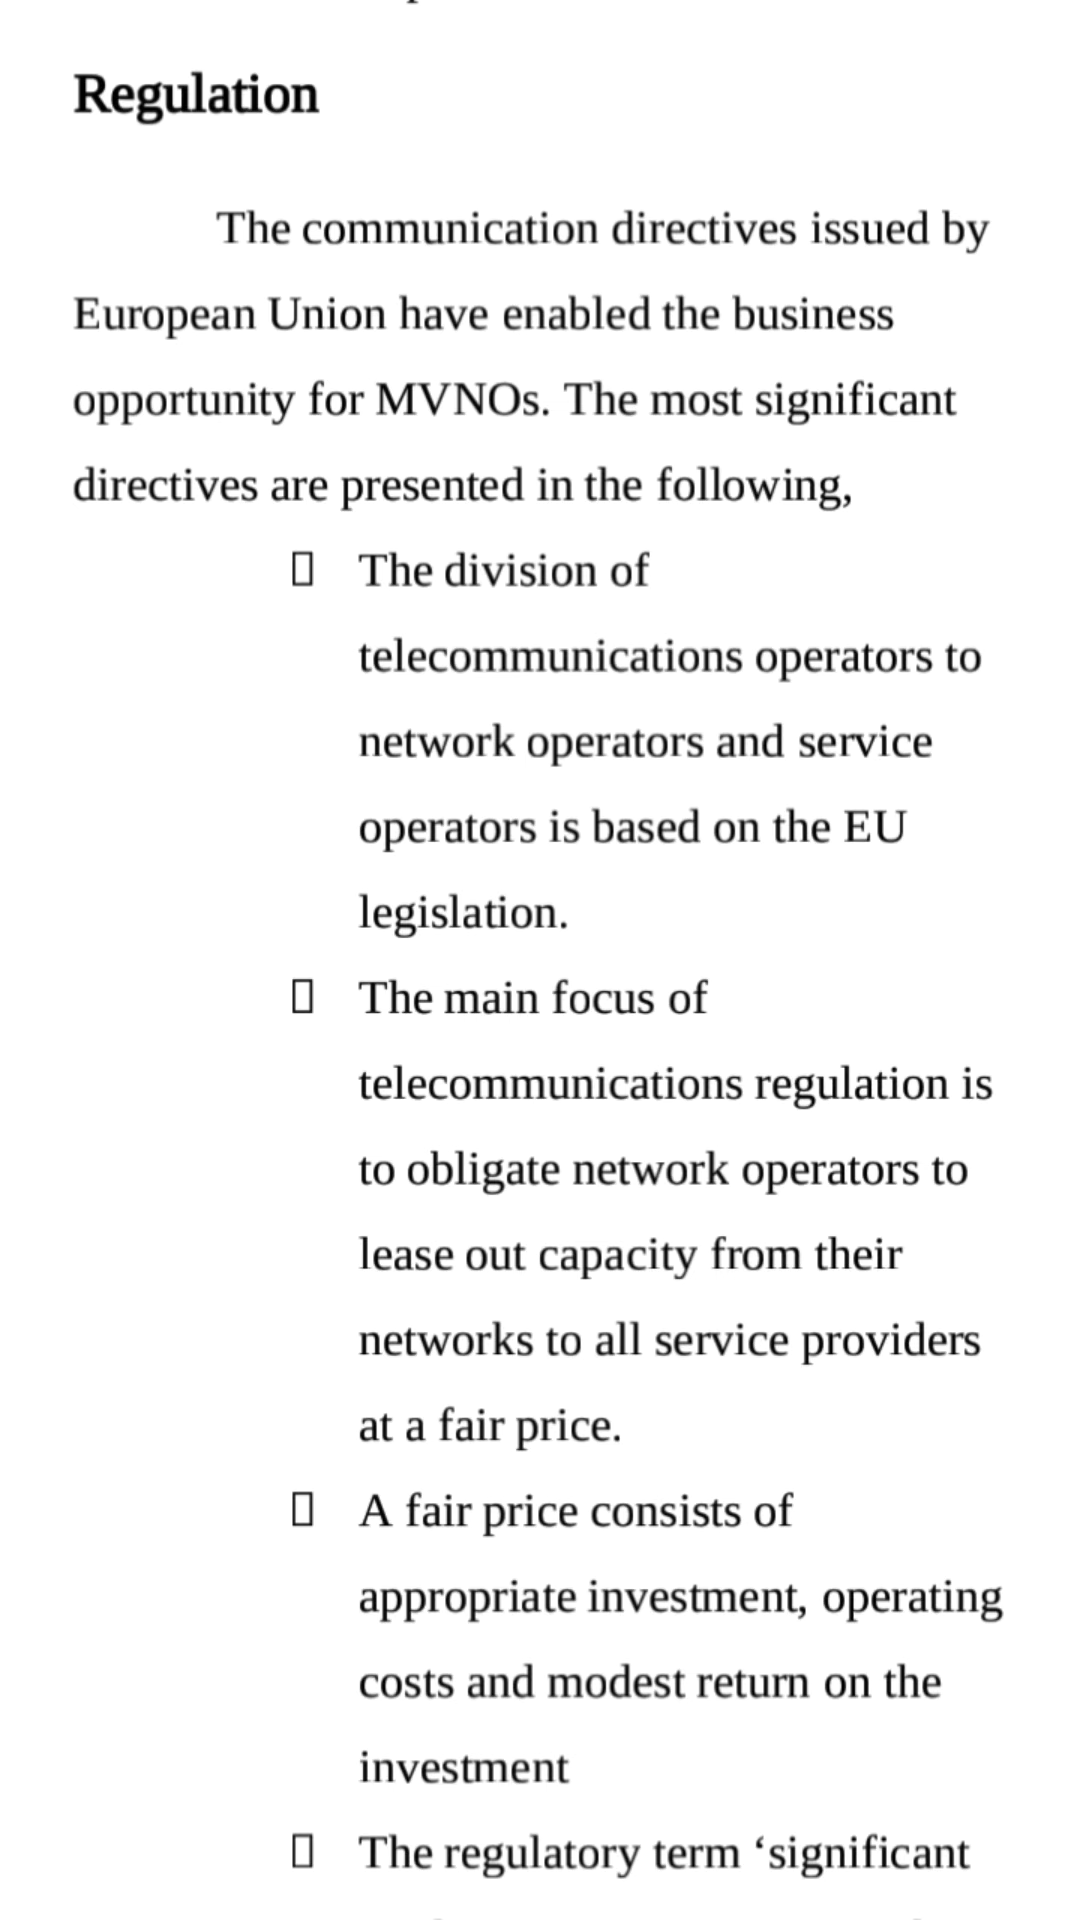 Regulation
The communication directives issued by
European Union have enabled the business
opportunity for MVNOs. The most significant
directives are presented in the following,
The division of
telecommunications operators to
network operators and service
operators is based on the EU
legislation.
The main focus of
telecommunications regulation is
to obligate network operators to
lease out capacity from their
networks to all service providers
at a fair price.
A fair price consists of
appropriate investment, operating
costs and modest return on the
investment
The regulatory term ‘significant